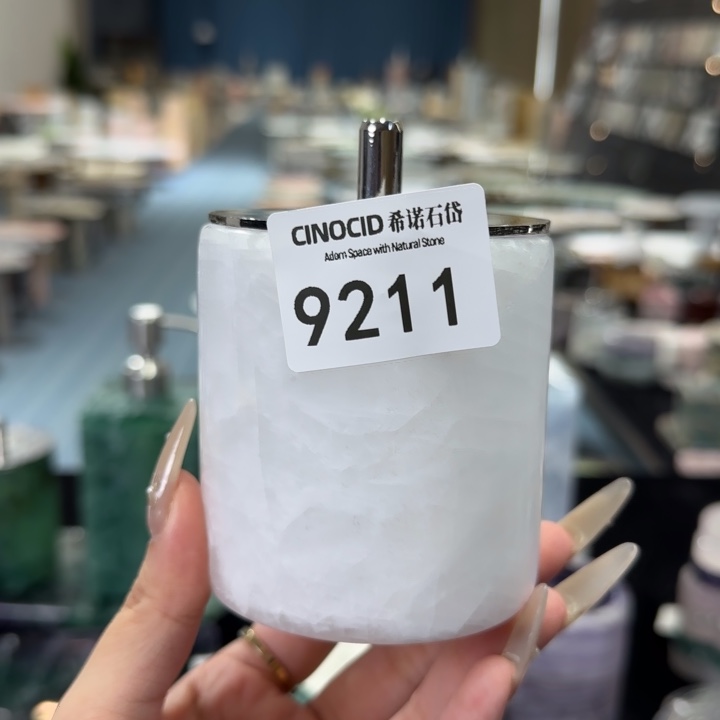 CINOCID 希诺石岱
Adorn Space with Natural Stone
9211